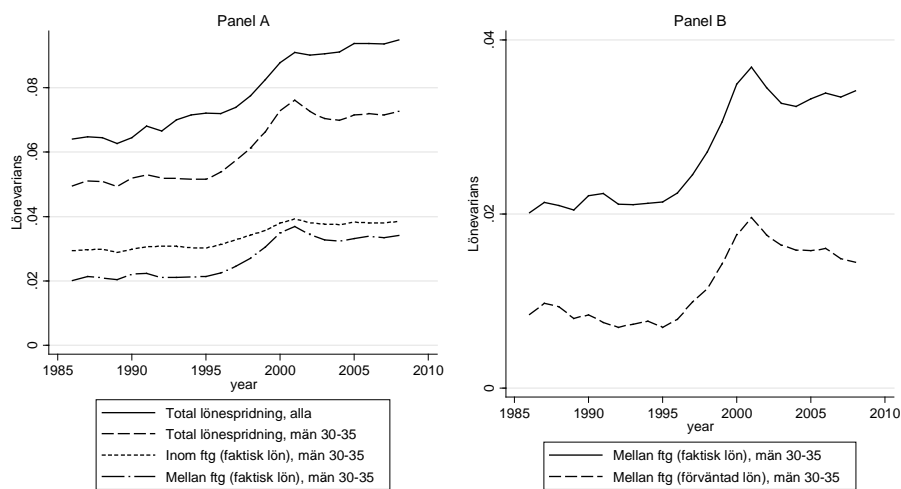 Panel A
Lönevarians
0
.02
.04
.06
.08
1985
1990
1995
2000
2005
2010
year
Total lönespridning, alla
Total lönespridning, män 30-35
Inom ftg (faktisk lön), män 30-35
Mellan ftg (faktisk lön), män 30-35
Panel B
Lönevarians
0
.02
.04
1985
1990
1995
2000
2005
2010
year
Mellan ftg (faktisk lön), män 30-35
Mellan ftg (förväntad lön), män 30-35